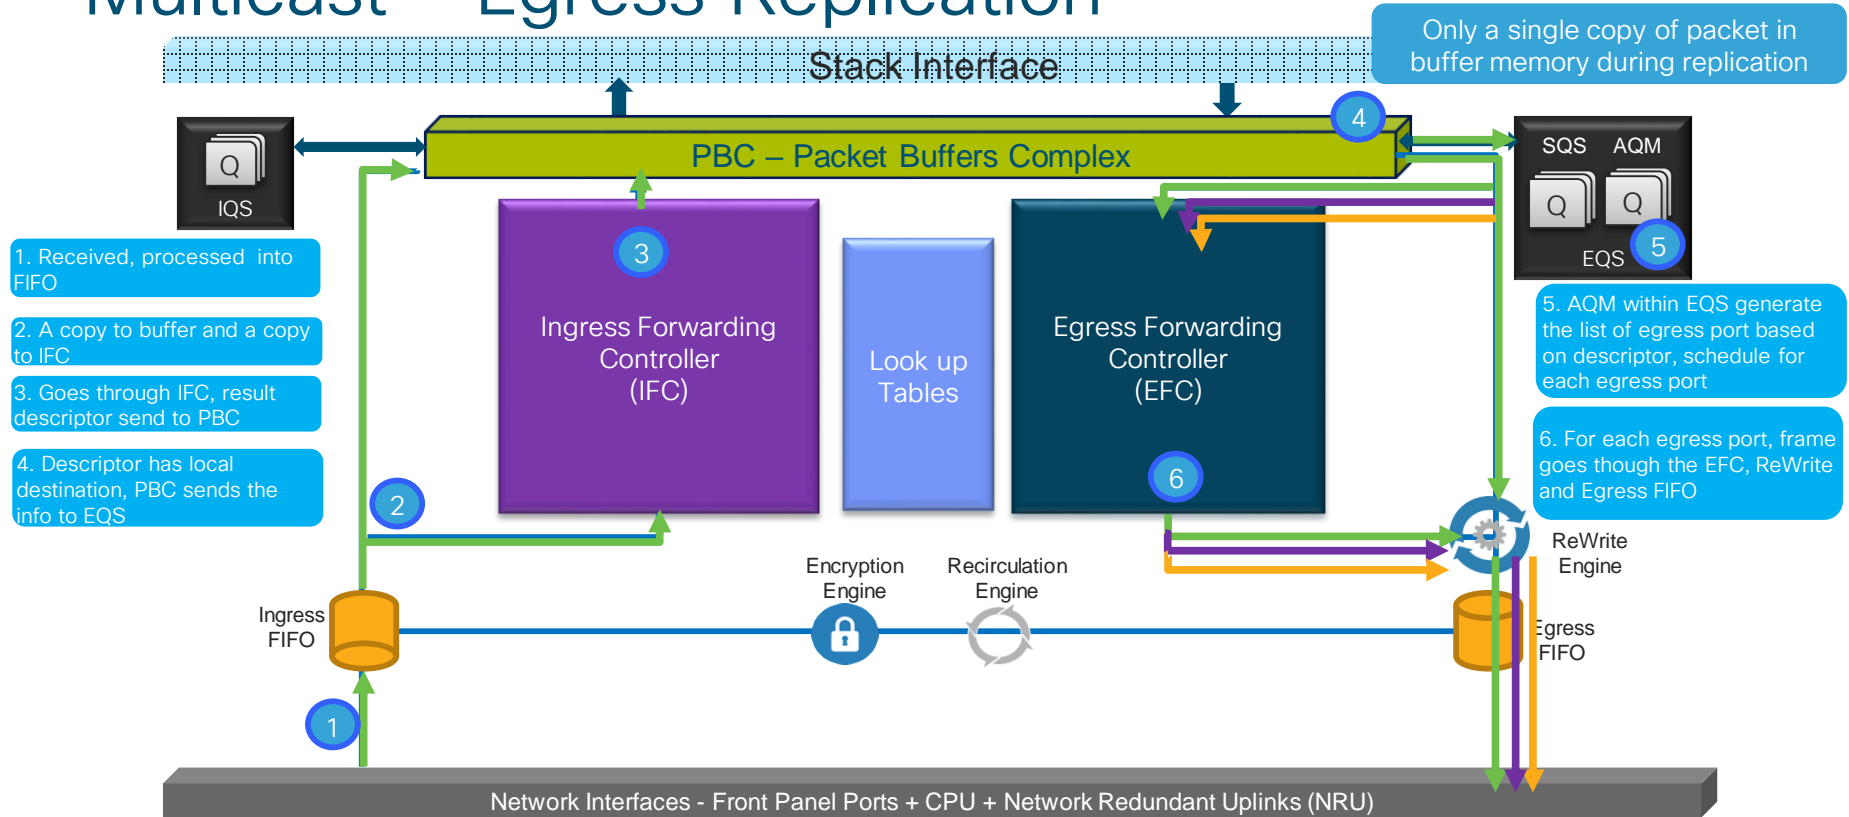 Multicast – Egress Replication
Only a single copy of packet in
buffer memory during replication
Stack Interface
4
PBC – Packet Buffers Complex
Q
IQS
SQS AQM
Q Q
5
EQS
1. Received, processed into
FIFO
2. A copy to buffer and a copy
to IFC
3. Goes through IFC, result
descriptor send to PBC
4. Descriptor has local
destination, PBC sends the
info to EQS
3
Ingress Forwarding
Controller
(IFC)
Look up
Tables
Egress Forwarding
Controller
(EFC)
6
5. AQM within EQS generate
the list of egress port based
on descriptor, schedule for
each egress port
6. For each egress port, frame
goes though the EFC, ReWrite
and Egress FIFO
2
ReWrite
Engine
Encryption
Engine
Recirculation
Engine
Ingress
FIFO
Egress
FIFO
1
Network Interfaces - Front Panel Ports + CPU + Network Redundant Uplinks (NRU)